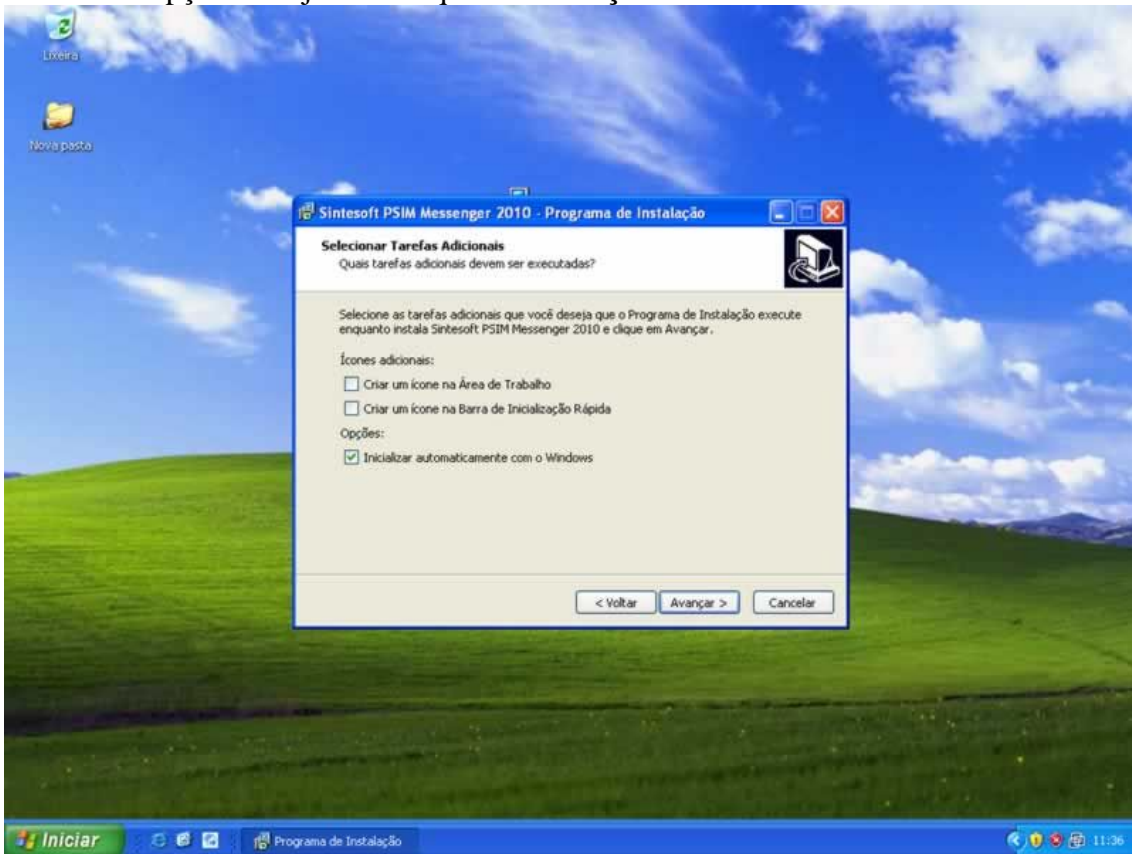 Lixeira
Nova pasta
Sintesoft PSIM Messenger 2010 - Programa de Instalação
Selecionar Tarefas Adicionais
Quais tarefas adicionais devem ser executadas?
Selecione as tarefas adicionais que você deseja que o Programa de Instalação execute
enquanto instala Sintesoft PSIM Messenger 2010 e clique em Avançar.
Ícones adicionais:
Criar um ícone na Área de Trabalho
Criar um ícone na Barra de Inicialização Rápida
Opções:
Inicializar automaticamente com o Windows
< Voltar
Avançar >
Cancelar
Iniciar
Programa de Instalação
11:36